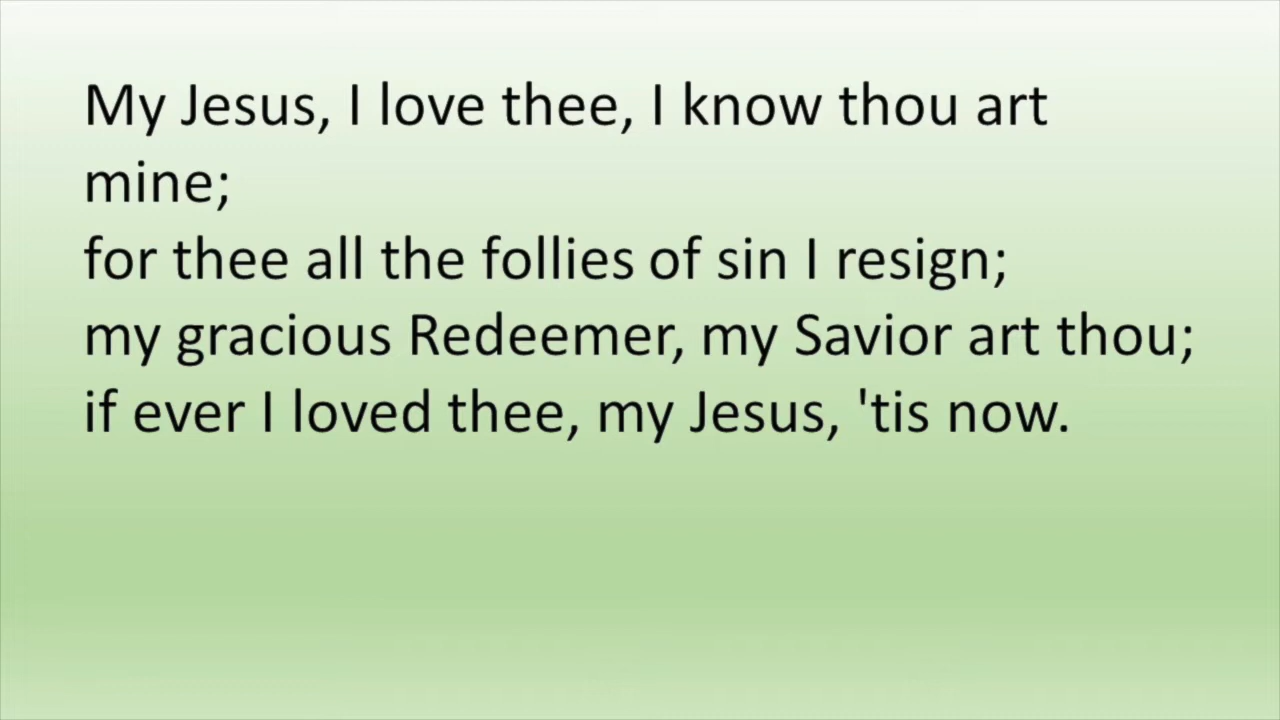 My Jesus, I love thee, I know thou art
mine;
for thee all the follies of sin I resign;
my gracious Redeemer, my Savior art thou;
if ever I loved thee, my Jesus, 'tis now.